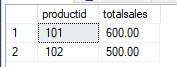 productid totalsales
1 101 600.00
2 102 500.00